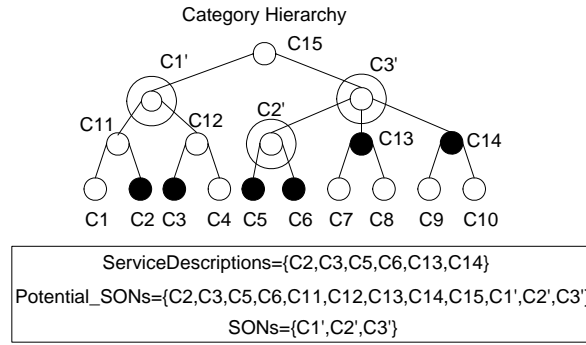 Category Hierarchy
C15
C1'
C3'
C11
C12
C2'
C13
C14
C1 C2 C3 C4 C5 C6 C7 C8 C9 C10
ServiceDescriptions={C2,C3,C5,C6,C13,C14}
Potential_SONs={C2,C3,C5,C6,C11,C12,C13,C14,C15,C1',C2',C3'}
SONs={C1',C2',C3'}